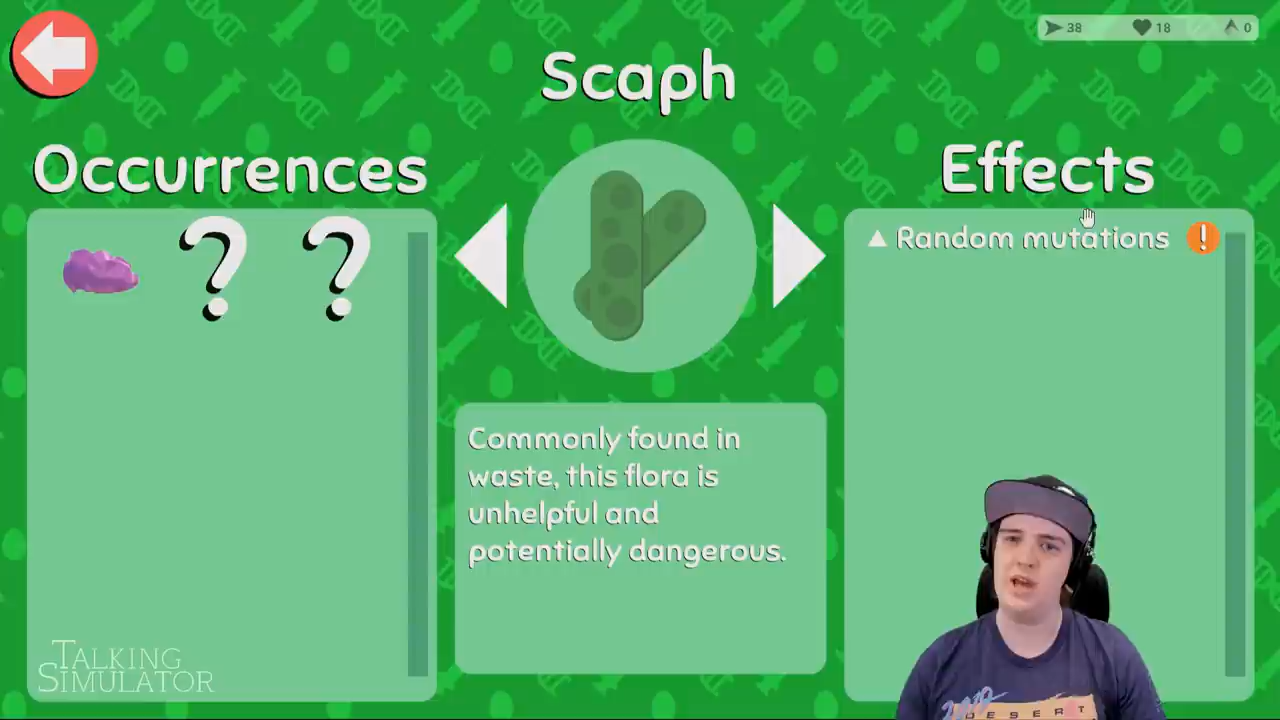 38 18 0
Scaph
Occurrences
? ?
Effects
Random mutations !
Commonly found in
waste, this flora is
unhelpful and
potentially dangerous.
TALKING
SIMULATOR
DESERT